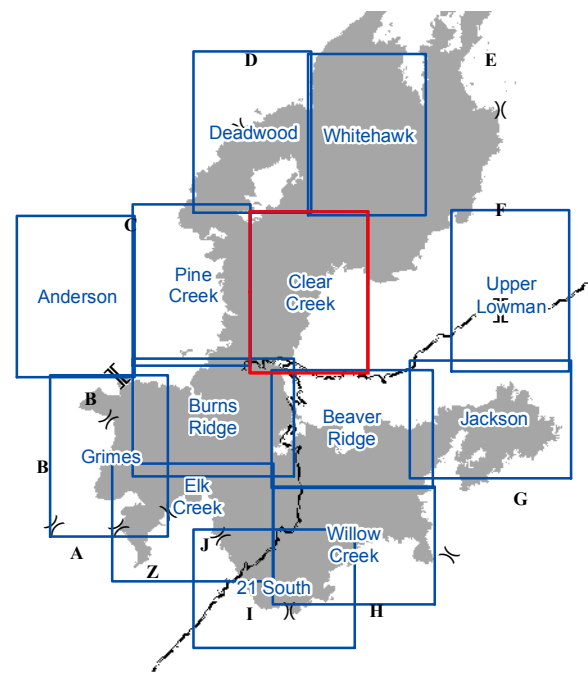 D
E
Deadwood
Whitehawk
F
C
Pine
Creek
Clear
Creek
Upper
Lowman
Anderson
B
Burns
Ridge
Beaver
Ridge
Jackson
B
Grimes
Elk
Creek
G
J
Willow
Creek
A
Z
21 South
I
H